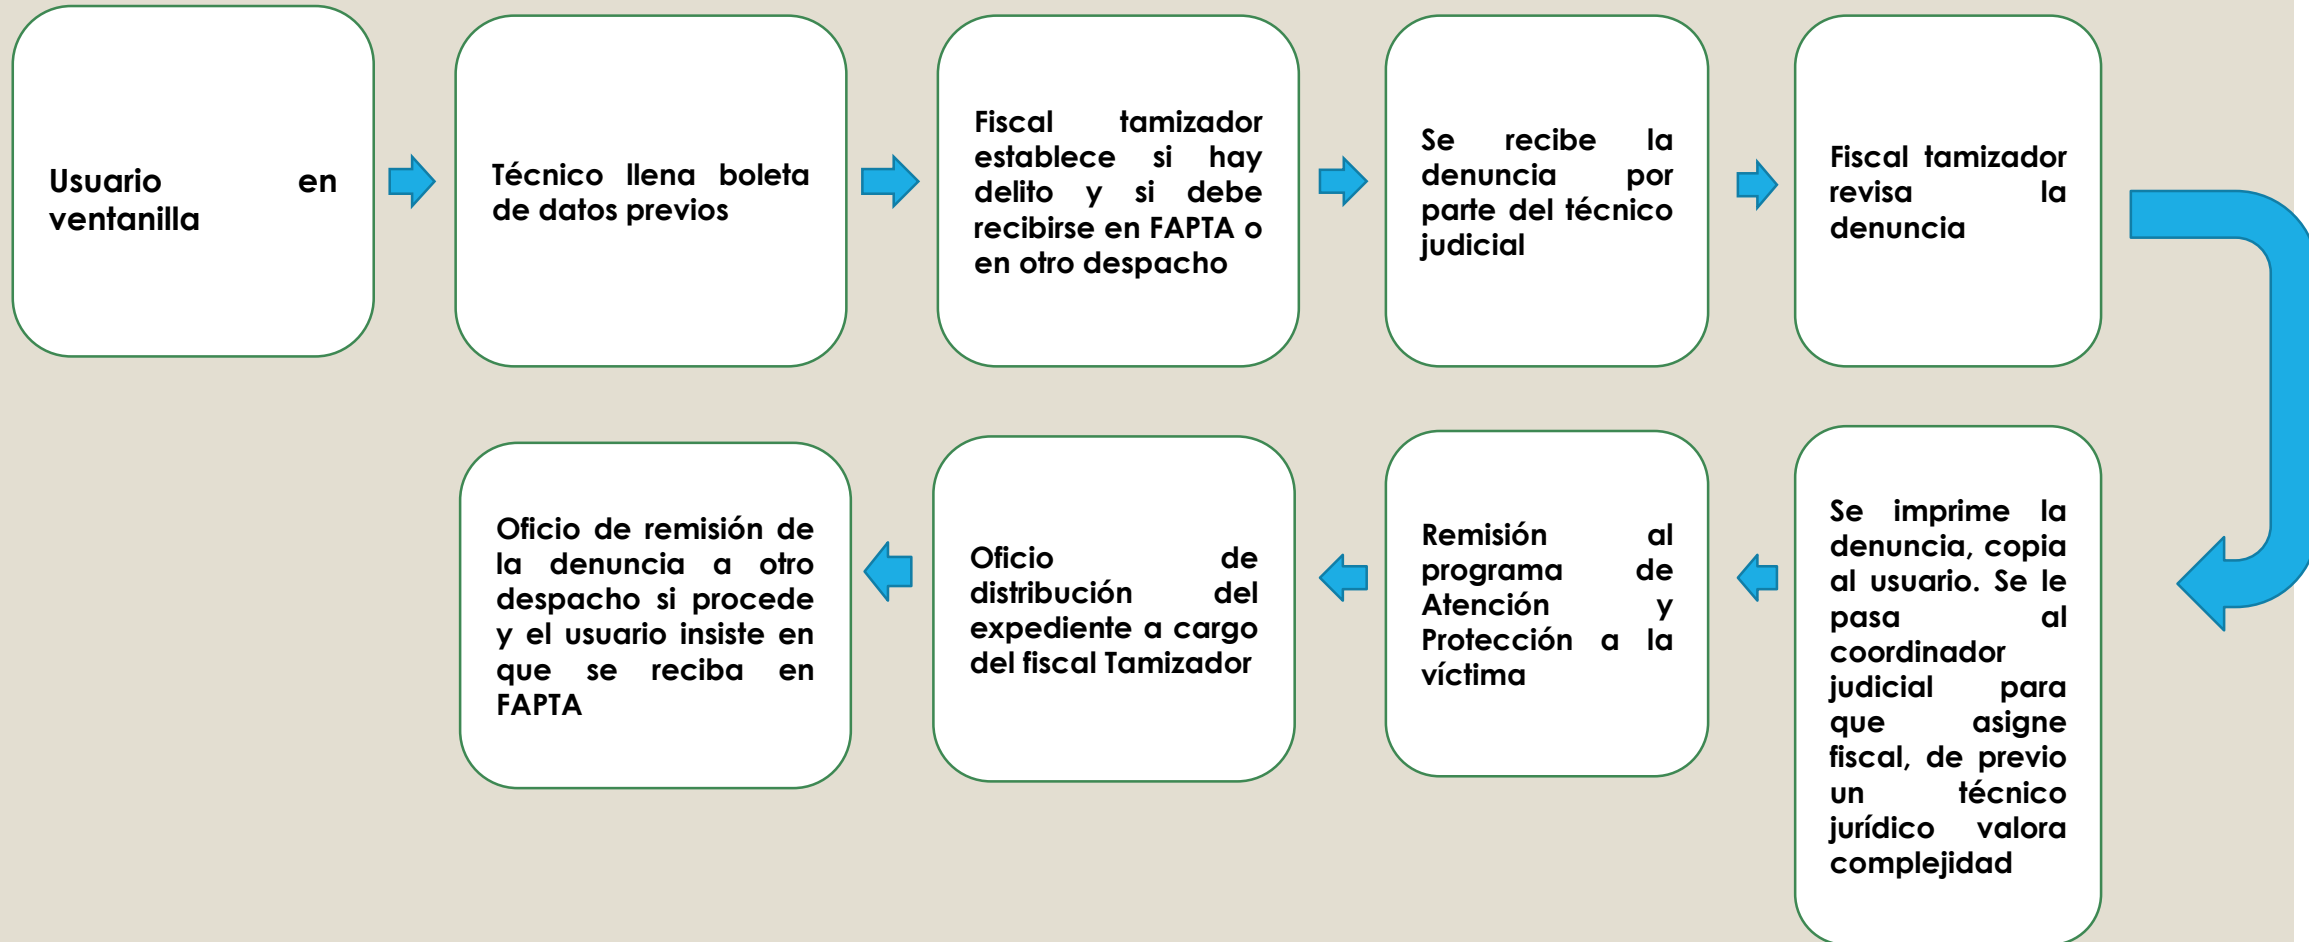 Usuario en
ventanilla
Técnico llena boleta
de datos previos
Fiscal tamizador
establece si hay
delito y si debe
recibirse en FAPTA o
en otro despacho
Se recibe la
denuncia por
parte del técnico
judicial
Fiscal tamizador
revisa la
denuncia
Se imprime la
denuncia, copia
al usuario. Se le
pasa al
coordinador
judicial para
que asigne
fiscal, de previo
un técnico
jurídico valora
complejidad
Remisión al
programa de
Atención y
Protección a la
víctima
Oficio de
distribución del
expediente a cargo
del fiscal Tamizador
Oficio de remisión de
la denuncia a otro
despacho si procede
y el usuario insiste en
que se reciba en
FAPTA